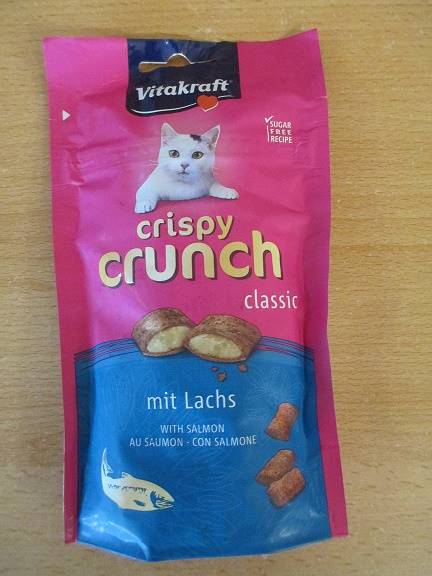 Vitakraft
SUGAR
FREE
RECIPE
crispy
crunch
classic
mit Lachs
WITH SALMON
AU SAUMON - CON SALMONE